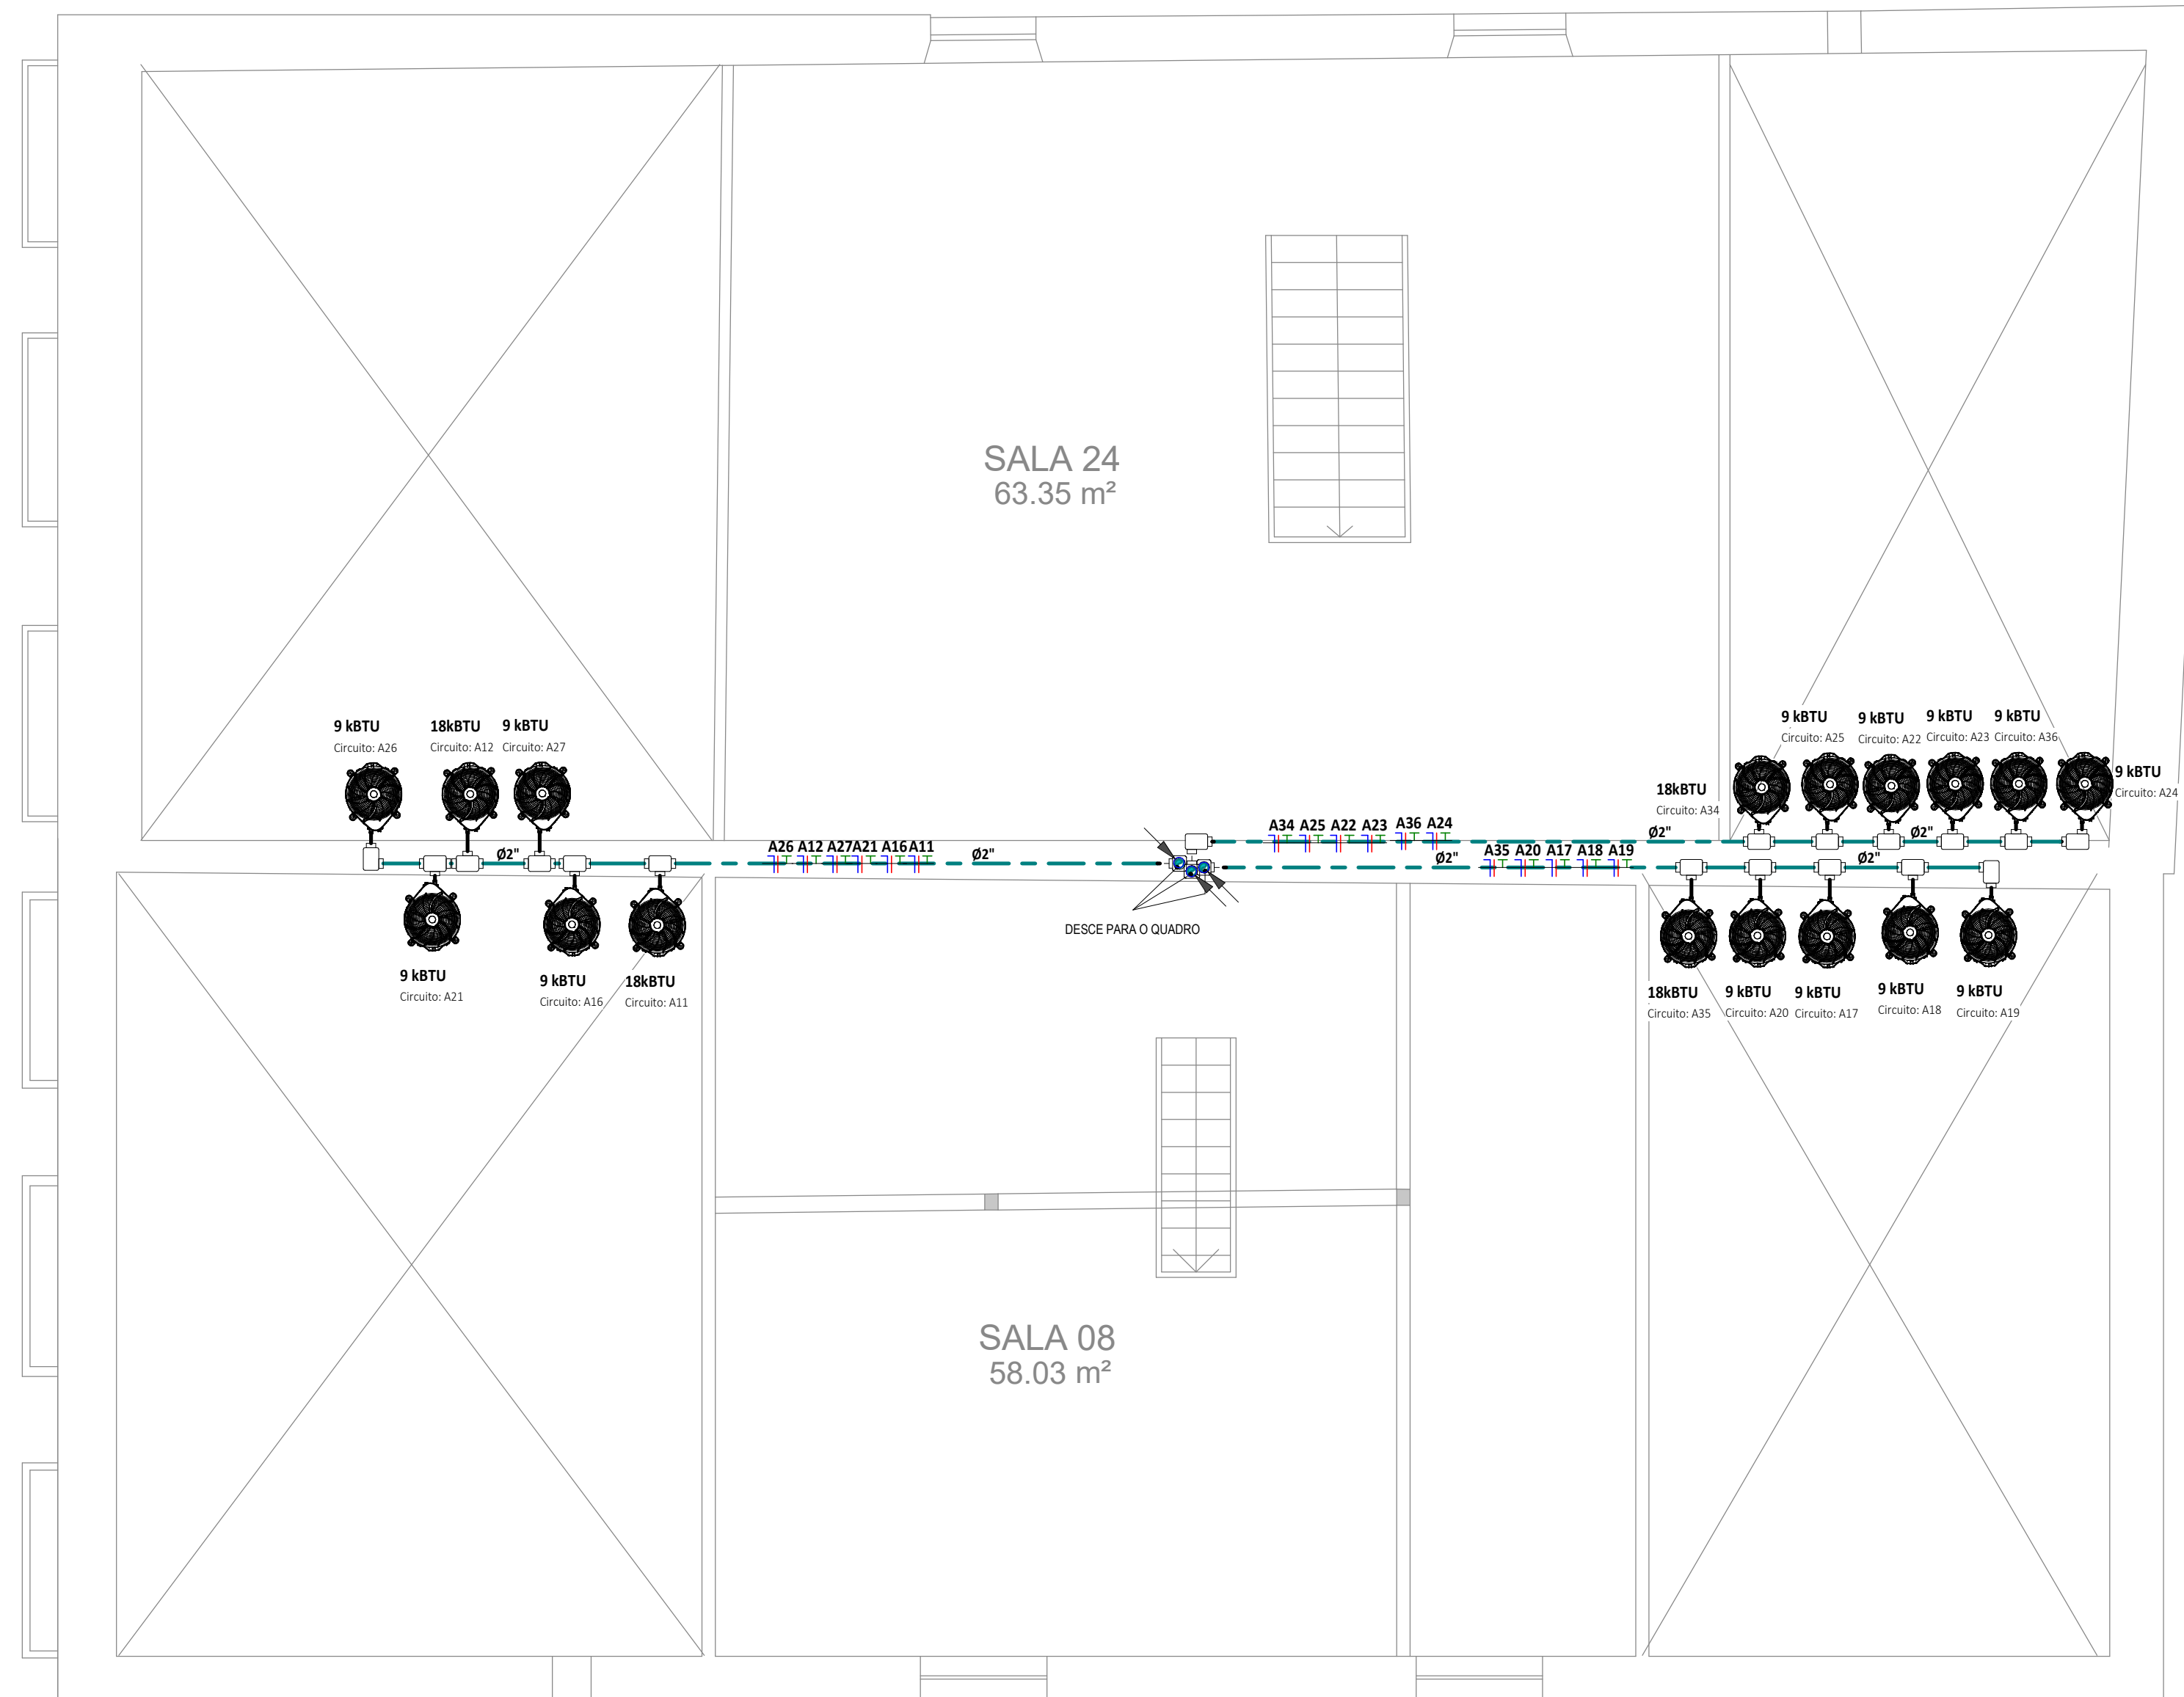 SALA 24
63.35 m²
9 kBTU
Circuito: A26
18kBTU
Circuito: A12
9 kBTU
Circuito: A27
9 kBTU
Circuito: A25
9 kBTU
Circuito: A22
9 kBTU
Circuito: A23
9 kBTU
Circuito: A36
9 kBTU
Circuito: A24
18kBTU
Circuito: A34
A34 A25 A22 A23 A36 A24
Ø2"
Ø2"
A26 A12 A27 A21 A16 A11
Ø2"
Ø2"
A35 A20 A17 A18 A19
Ø2"
Ø2"
DESCE PARA O QUADRO
9 kBTU
Circuito: A21
9 kBTU
Circuito: A16
18kBTU
Circuito: A11
18kBTU
Circuito: A35
9 kBTU
Circuito: A20
9 kBTU
Circuito: A17
9 kBTU
Circuito: A18
9 kBTU
Circuito: A19
SALA 08
58.03 m²